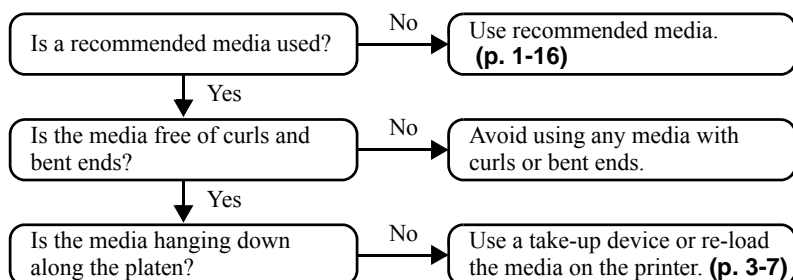 Is a recommended media used?
No
Use recommended media.
(p. 1-16)
Yes
Is the media free of curls and
bent ends?
No
Avoid using any media with
curls or bent ends.
Yes
Is the media hanging down
along the platen?
No
Use a take-up device or re-load
the media on the printer. (p. 3-7)